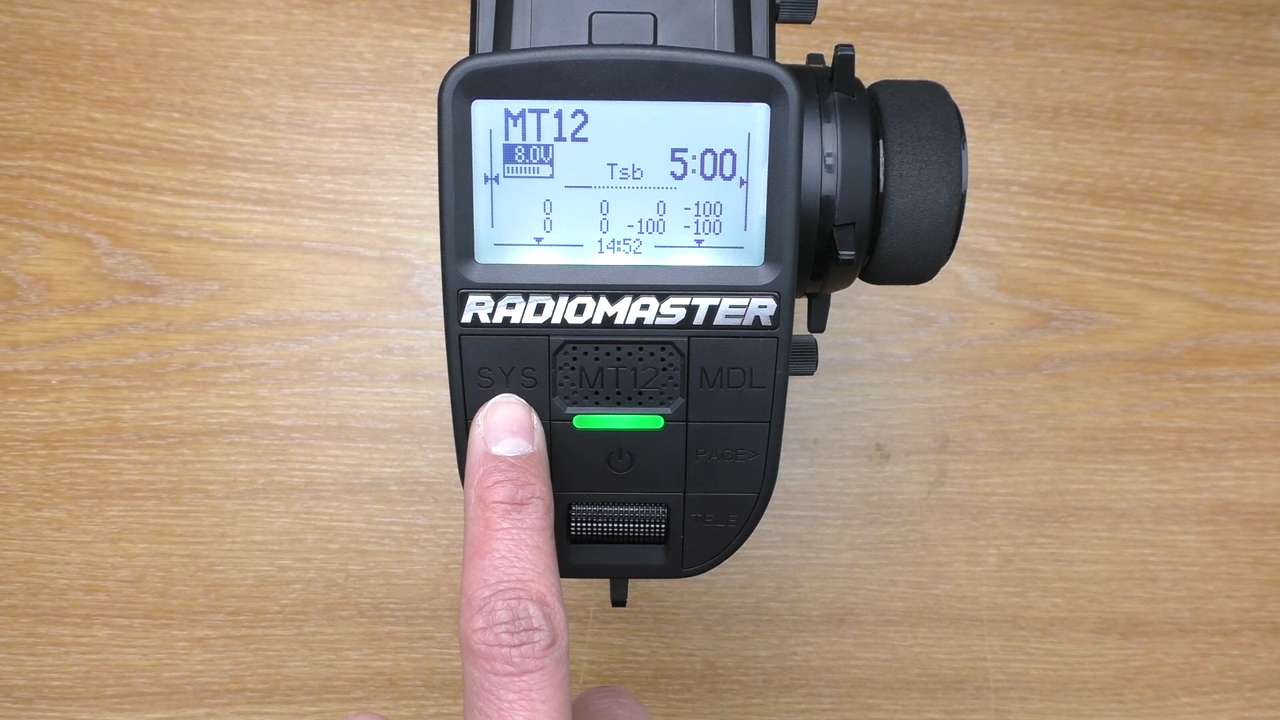 MT12
8.0V
Tsb
5:00
0 0 0 -100
0 0 -100 -100
14:52
RADIOMASTER
SYS MT12 MDL
PAGE>
TELE